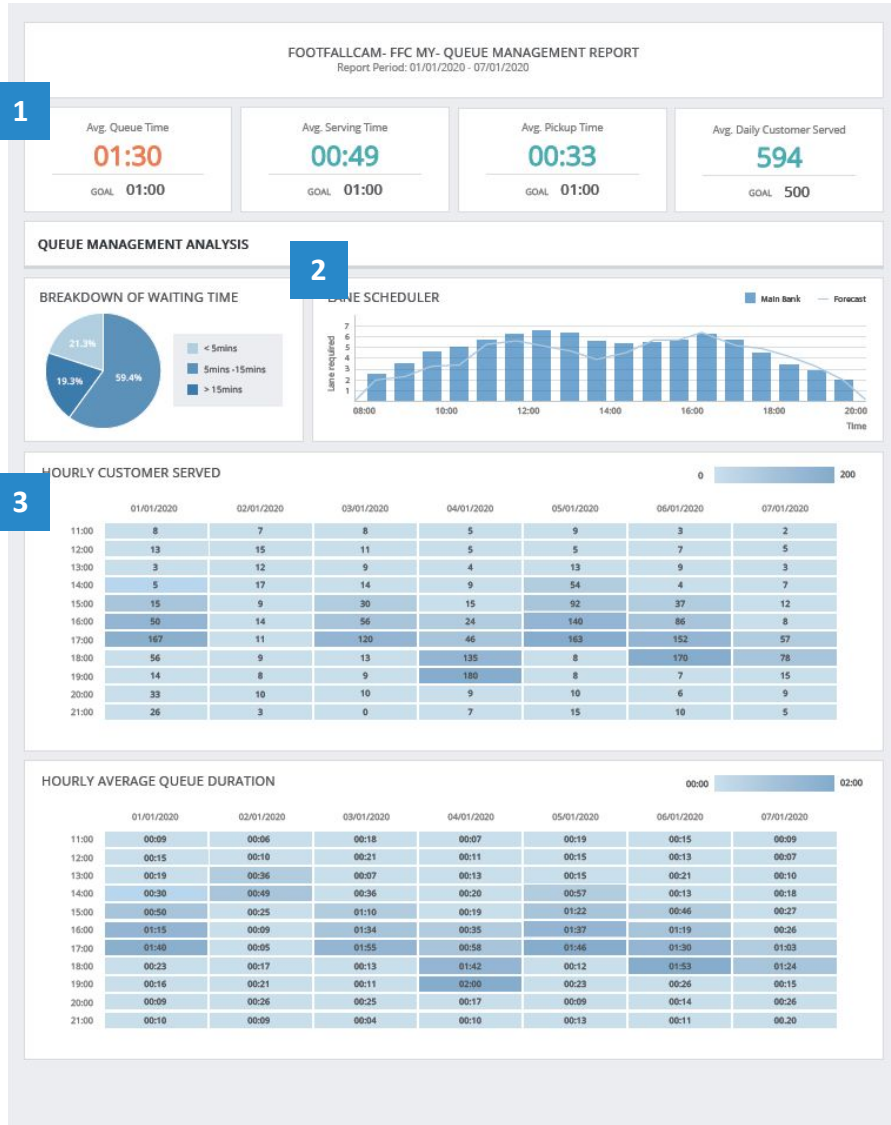 FOOTFALLCAM- FFC MY- QUEUE MANAGEMENT REPORT
Report Period: 01/01/2020 - 07/01/2020
1
Avg. Queue Time
01:30
GOAL 01:00
Avg. Serving Time
00:49
GOAL 01:00
Avg. Pickup Time
00:33
GOAL 01:00
Avg. Daily Customer Served
594
GOAL 500
QUEUE MANAGEMENT ANALYSIS
BREAKDOWN OF WAITING TIME
21.3%
19.3%
59.4%
< 5mins
5mins -15mins
> 15mins
2
LANE SCHEDULER
Main Bank Forecast
Lane required
7
6
5
4
3
2
1
08:00 10:00 12:00 14:00 16:00 18:00 20:00
Time
3
HOURLY CUSTOMER SERVED
0 200
01/01/2020 02/01/2020 03/01/2020 04/01/2020 05/01/2020 06/01/2020 07/01/2020
11:00 8 7 8 5 9 3 2
12:00 13 15 11 5 5 7 5
13:00 3 12 9 4 13 9 3
14:00 5 17 14 9 54 4 7
15:00 15 9 30 15 92 37 12
16:00 50 14 56 24 140 86 8
17:00 167 11 120 46 163 152 57
18:00 56 9 13 135 8 170 78
19:00 14 8 9 180 8 7 15
20:00 33 10 10 9 10 6 9
21:00 26 3 0 7 15 10 5
HOURLY AVERAGE QUEUE DURATION
00:00 02:00
01/01/2020 02/01/2020 03/01/2020 04/01/2020 05/01/2020 06/01/2020 07/01/2020
11:00 00:09 00:06 00:18 00:07 00:19 00:15 00:09
12:00 00:15 00:10 00:21 00:11 00:15 00:13 00:07
13:00 00:19 00:36 00:07 00:13 00:15 00:21 00:10
14:00 00:30 00:49 00:36 00:20 00:57 00:13 00:18
15:00 00:50 00:25 01:10 00:19 01:22 00:46 00:27
16:00 01:15 00:09 01:34 00:35 01:37 01:19 00:26
17:00 01:40 00:05 01:55 00:58 01:46 01:30 01:03
18:00 00:23 00:17 00:13 01:42 00:12 01:53 01:24
19:00 00:16 00:21 00:11 02:00 00:23 00:26 00:15
20:00 00:09 00:26 00:25 00:17 00:09 00:14 00:26
21:00 00:10 00:09 00:04 00:10 00:13 00:11 00.20